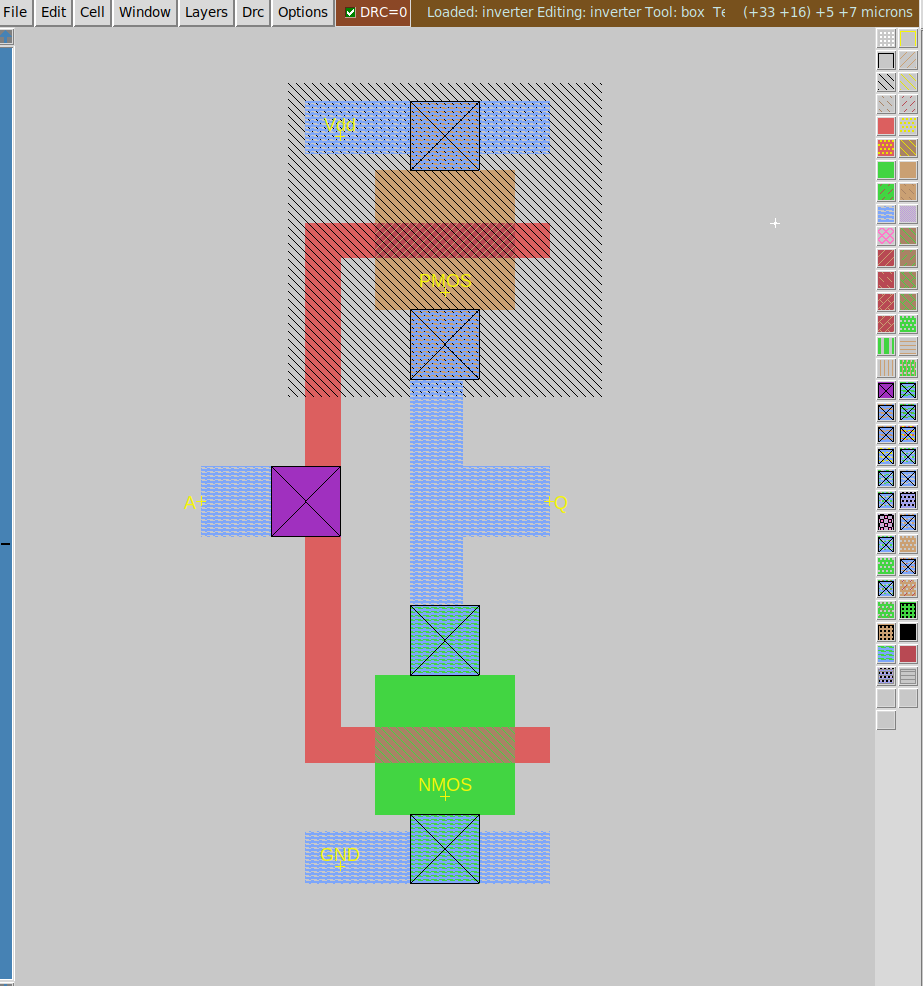 File Edit Cell Window Layers Drc Options DRC=0 Loaded: inverter Editing: inverter Tool: box Te (+33 +16) +5 +7 microns
Vdd
PMOS
A
Q
NMOS
GND